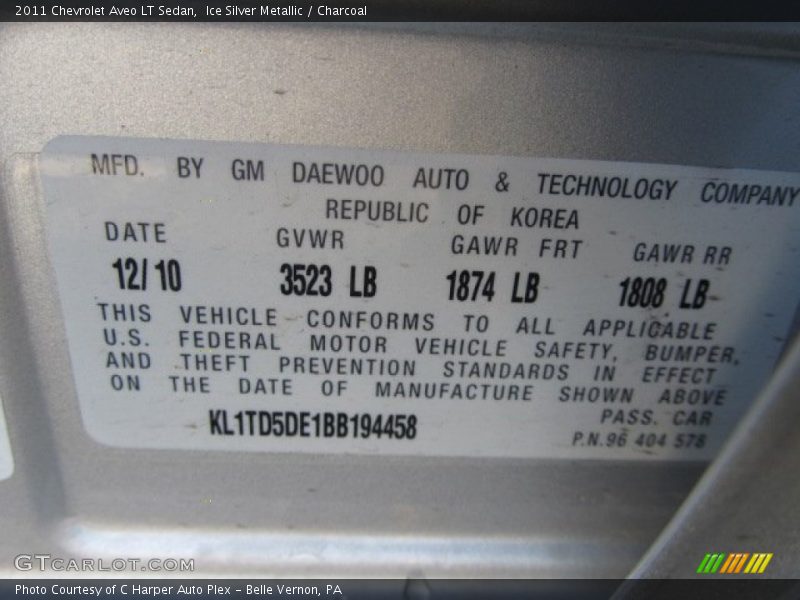 2011 Chevrolet Aveo LT Sedan,  Ice Silver Metallic / Charcoal
MFD. BY GM DAEWOO AUTO & TECHNOLOGY COMPANY
REPUBLIC OF KOREA
DATE GVWR GAWR FRT GAWR RR
12/10 3523 LB 1874 LB 1808 LB
THIS VEHICLE CONFORMS TO ALL APPLICABLE
U.S. FEDERAL MOTOR VEHICLE SAFETY, BUMPER,
AND THEFT PREVENTION STANDARDS IN EFFECT
ON THE DATE OF MANUFACTURE SHOWN ABOVE
PASS. CAR
KL1TD5DE1BB194458
P.N.96 404 578
GTCARLOT.COM
Photo Courtesy of C Harper Auto Plex - Belle Vernon, PA